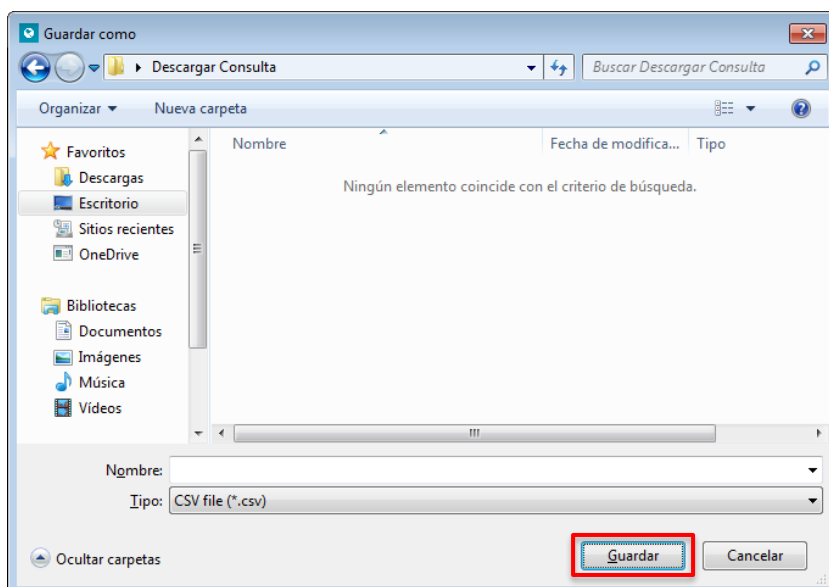 Guardar como
Descargar Consulta
Buscar Descargar Consulta
Organizar
Nueva carpeta
Favoritos
Descargas
Escritorio
Sitios recientes
OneDrive
Bibliotecas
Documentos
Imágenes
Música
Vídeos
Nombre
Fecha de modifica...
Tipo
Ningún elemento coincide con el criterio de búsqueda.
Nombre:
Tipo: CSV file (*.csv)
Ocultar carpetas
Guardar
Cancelar